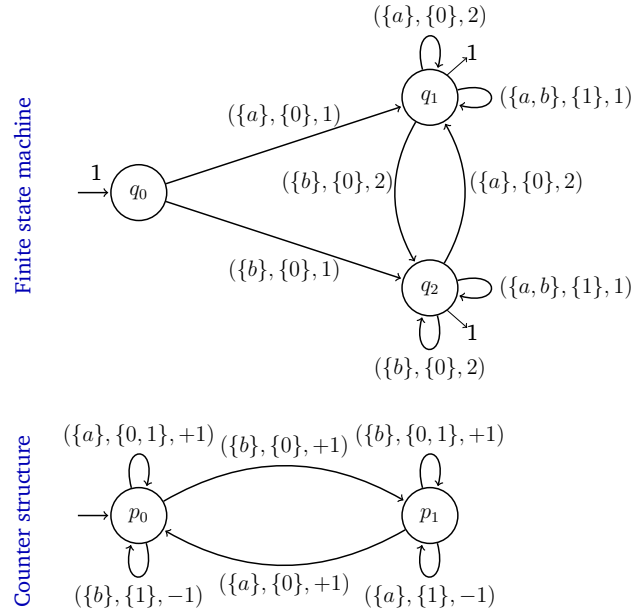 Finite state machine
({a}, {0}, 2)
1
q₁
({a, b}, {1}, 1)
({a}, {0}, 1)
1
q₀
({b}, {0}, 2)
({a}, {0}, 2)
({b}, {0}, 1)
q₂
({a, b}, {1}, 1)
1
({b}, {0}, 2)
Counter structure
({a}, {0, 1}, +1)
({b}, {0}, +1)
({b}, {0, 1}, +1)
p₀
p₁
({b}, {1}, −1)
({a}, {0}, +1)
({a}, {1}, −1)